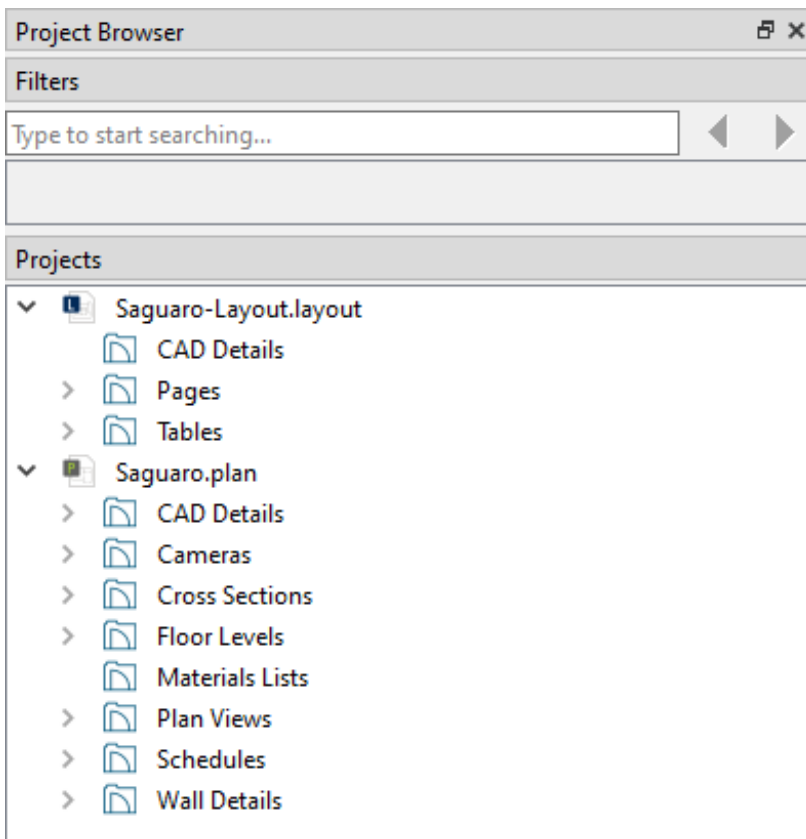 Project Browser
Filters
Type to start searching...
Projects
L Saguaro-Layout.layout
CAD Details
Pages
Tables
P Saguaro.plan
CAD Details
Cameras
Cross Sections
Floor Levels
Materials Lists
Plan Views
Schedules
Wall Details